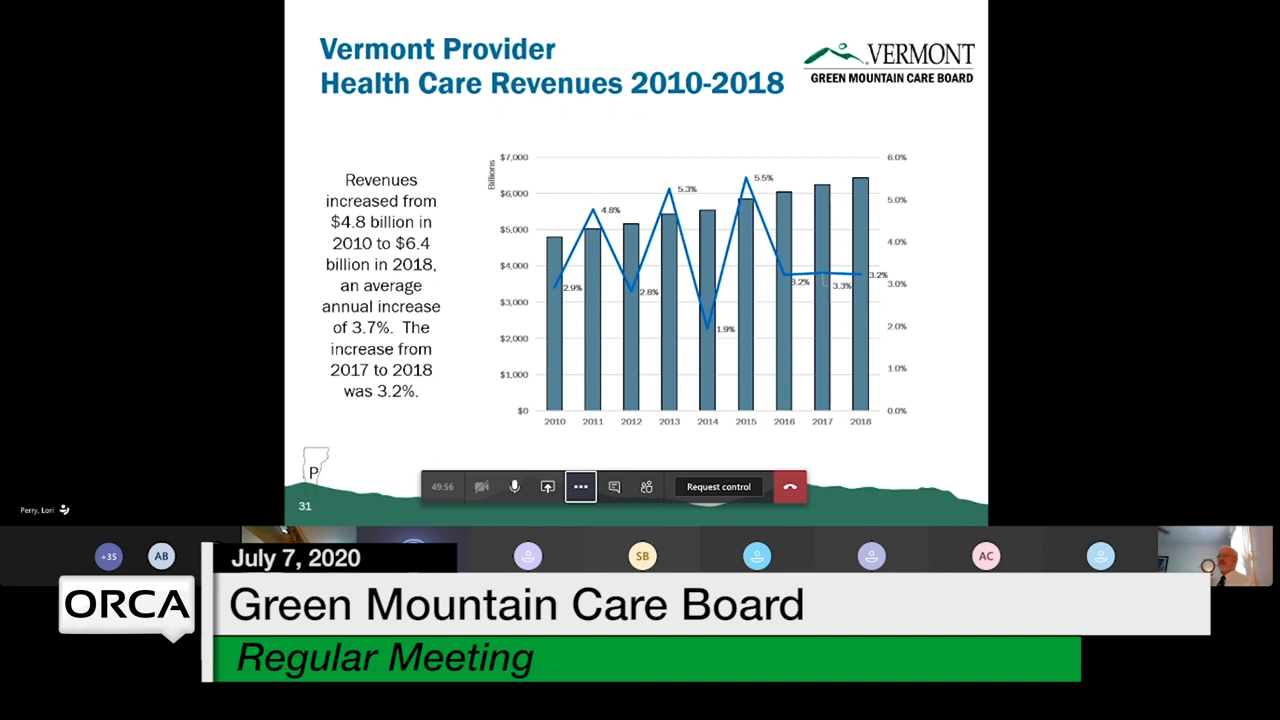 Vermont Provider
Health Care Revenues 2010-2018
VERMONT
GREEN MOUNTAIN CARE BOARD
Revenues
increased from
$4.8 billion in
2010 to $6.4
billion in 2018,
an average
annual increase
of 3.7%. The
increase from
2017 to 2018
was 3.2%.
Billions
$7,000
$6,000
$5,000
$4,000
$3,000
$2,000
$1,000
$0
2.9%
4.8%
2.8%
5.3%
1.9%
5.5%
3.2%
3.3%
3.2%
6.0%
5.0%
4.0%
3.0%
2.0%
1.0%
0.0%
2010 2011 2012 2013 2014 2015 2016 2017 2018
P
31
49:56
Request control
Perry, Lori
+35 AB SB AC
July 7, 2020
ORCA
Green Mountain Care Board
Regular Meeting